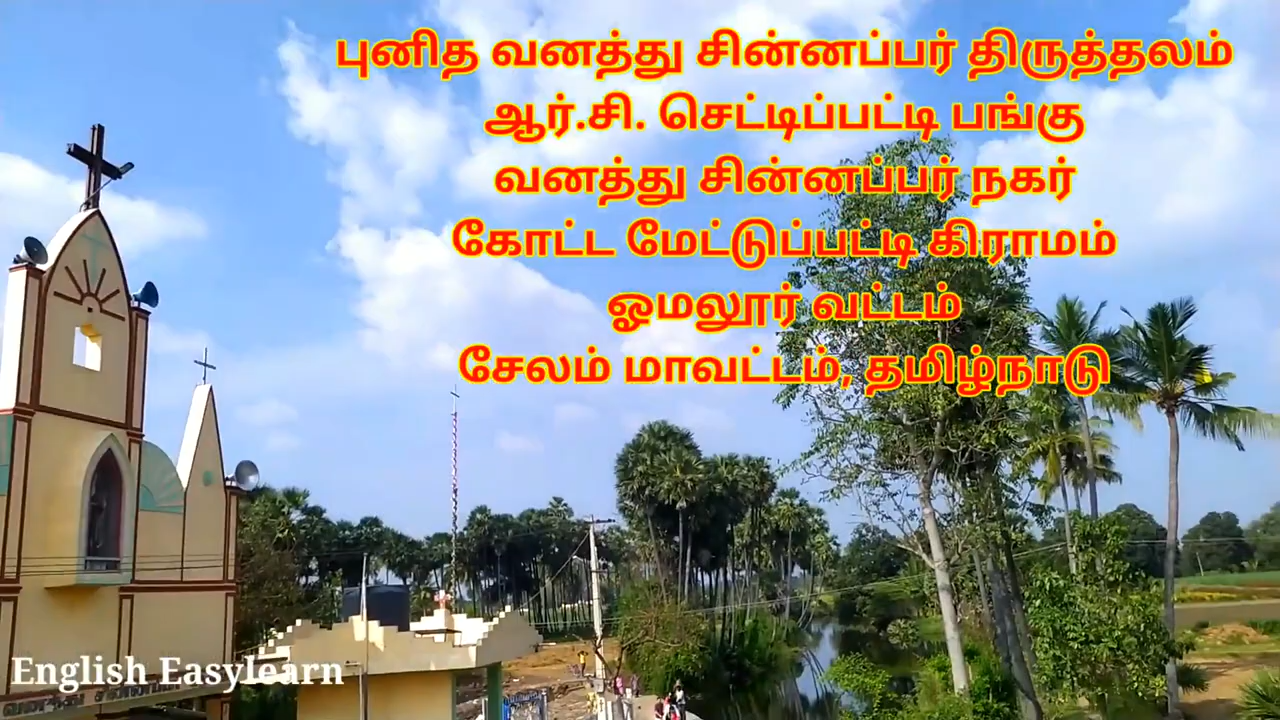 புனித வனத்து சின்னப்பர் திருத்தலம்
ஆர்.சி. செட்டிப்பட்டி பங்கு
வனத்து சின்னப்பர் நகர்
கோட்ட மேட்டுப்பட்டி கிராமம்
ஓமலூர் வட்டம்
சேலம் மாவட்டம், தமிழ்நாடு
English Easylearn